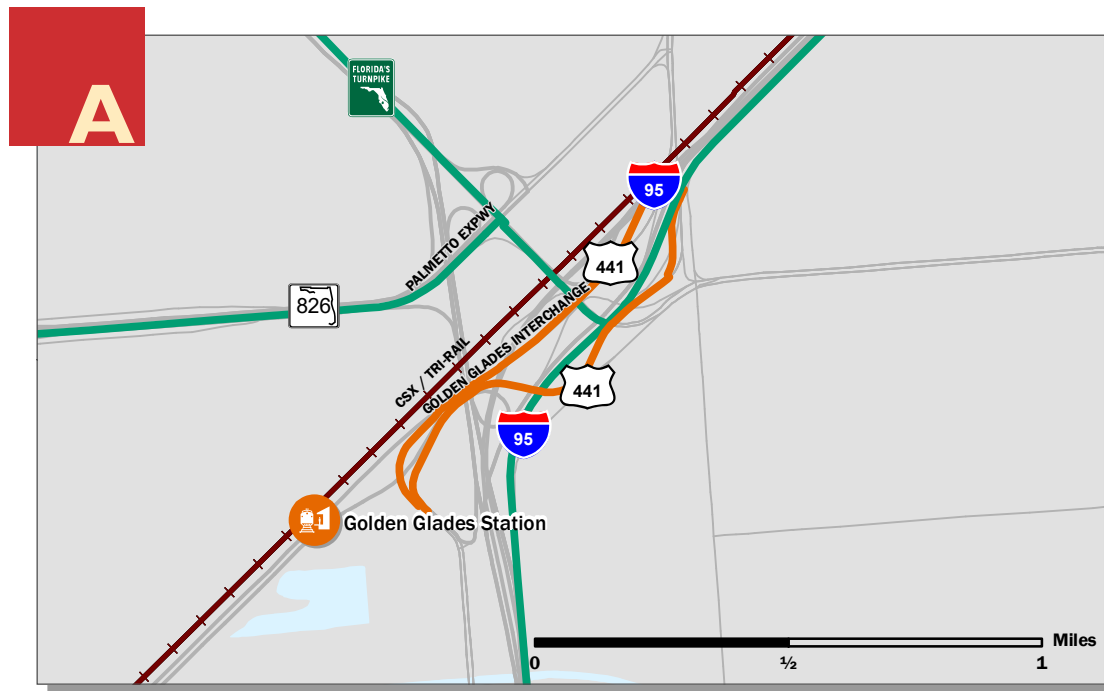 A
FLORIDA'S
TURNPIKE
95
PALMETTO EXPWY
441
826
GOLDEN GLADES INTERCHANGE
CSX / TRI-RAIL
441
95
Golden Glades Station
Miles
0 ½ 1